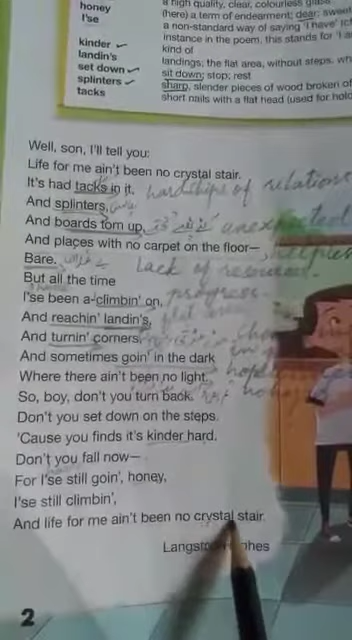 honey
a high quality, clear, colourless glass
(here) a term of endearment; dear; sweet
I'se
a non-standard way of saying 'I have'
instance in the poem, this stands for 'I
kinder
kind of
landin's
landings; the flat area, without steps,
set down
sit down; stop; rest
splinters
sharp, slender pieces of wood broken
tacks
short nails with a flat head (used for
Well, son, I'll tell you:
Life for me ain't been no crystal stair.
It's had tacks in it. hardships of relations
And splinters,
And boards torn up, unexpected
And places with no carpet on the floor—
Bare. Lack of resources.
But all the time
I'se been a-climbin' on, progress
And reachin' landin's,
And turnin' corners,
And sometimes goin' in the dark
Where there ain't been no light.
So, boy, don't you turn back.
Don't you set down on the steps.
'Cause you finds it's kinder hard.
Don't you fall now—
For I'se still goin', honey,
I'se still climbin',
And life for me ain't been no crystal stair.
2